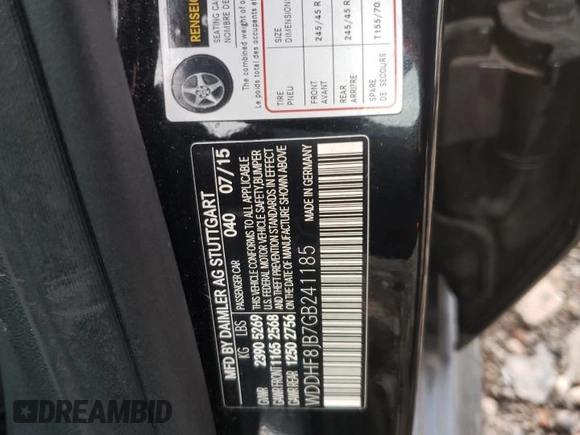 RENSEIG
SEATING CA
NOMBRE DE
The combined weight of o
Le poids total des occupants et
TIRE
PNEU
SIZE
DIMENSION
FRONT
AVANT
245/45 R
REAR
ARRIÈRE
245/45 R
SPARE
DE SECOURS
T155/70
MFD BY DAIMLER AG STUTTGART
KG LBS PASSENGER CAR 040 07/15
GAWR 2390 5269
GAWR FRONT 1165 2568
GAWR REAR 1250 2756
THIS VEHICLE CONFORMS TO ALL APPLICABLE
U.S. FEDERAL MOTOR VEHICLE SAFETY,BUMPER
AND THEFT PREVENTION STANDARDS IN EFFECT
ON THE DATE OF MANUFACTURE SHOWN ABOVE
WDDHF8JB7GB241185 MADE IN GERMANY
DREAMBID